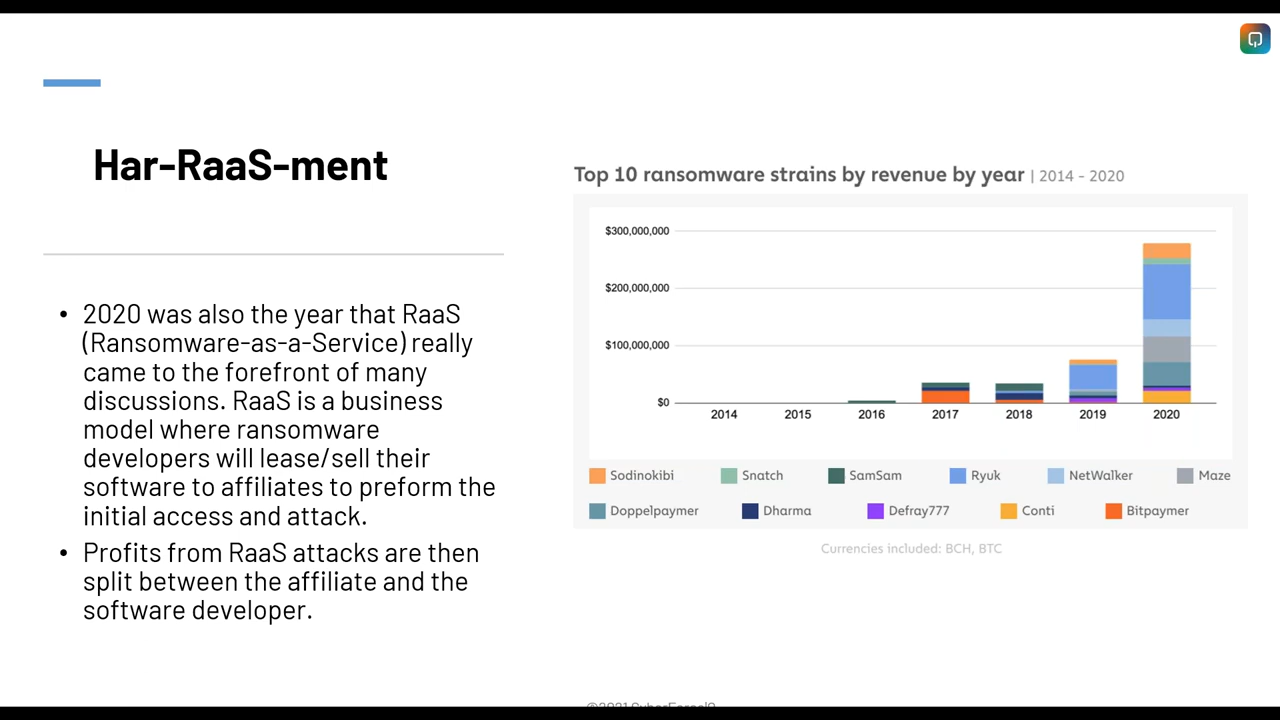 Har-RaaS-ment
• 2020 was also the year that RaaS
(Ransomware-as-a-Service) really
came to the forefront of many
discussions. RaaS is a business
model where ransomware
developers will lease/sell their
software to affiliates to preform the
initial access and attack.
• Profits from RaaS attacks are then
split between the affiliate and the
software developer.
Top 10 ransomware strains by revenue by year | 2014 - 2020
$300,000,000
$200,000,000
$100,000,000
$0
2014 2015 2016 2017 2018 2019 2020
Sodinokibi Snatch SamSam Ryuk NetWalker Maze
Doppelpaymer Dharma Defray777 Conti Bitpaymer
Currencies included: BCH, BTC
©2021